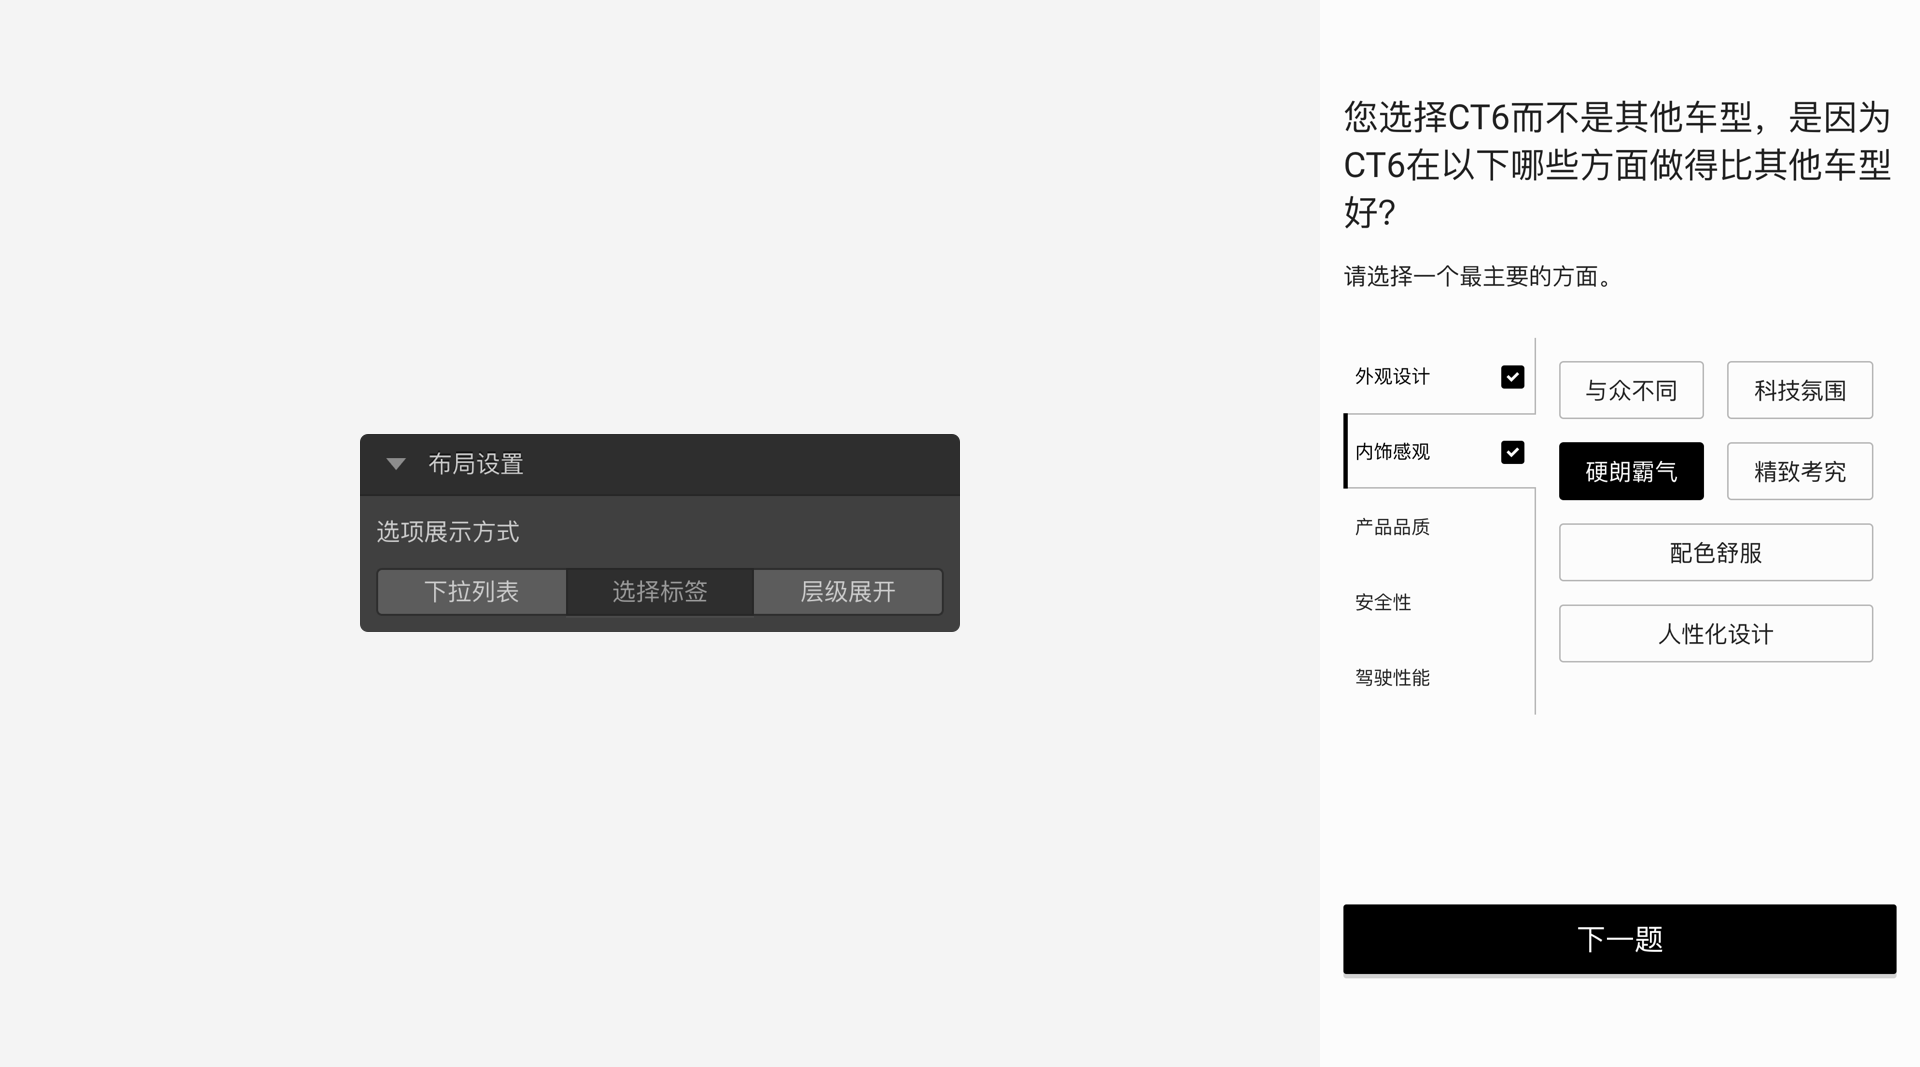 布局设置
选项展示方式
下拉列表
选择标签
层级展开
您选择CT6而不是其他车型，是因为
CT6在以下哪些方面做得比其他车型
好?
请选择一个最主要的方面。
外观设计
内饰感观
产品品质
安全性
驾驶性能
与众不同
科技氛围
硬朗霸气
精致考究
配色舒服
人性化设计
下一题